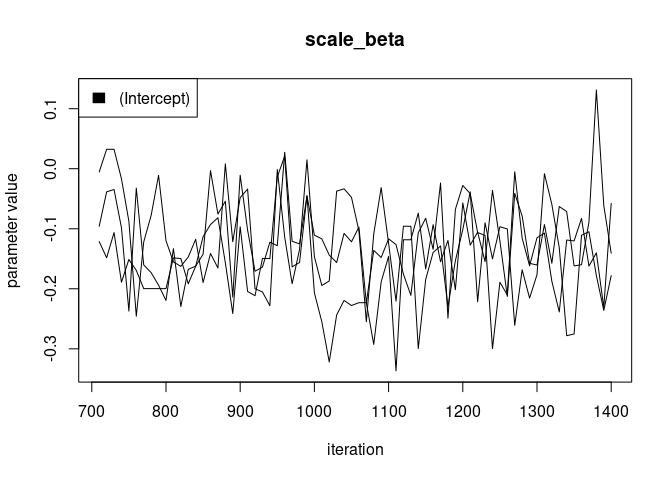 scale_beta
(Intercept)
parameter value
0.1
0.0
-0.1
-0.2
-0.3
700 800 900 1000 1100 1200 1300 1400
iteration